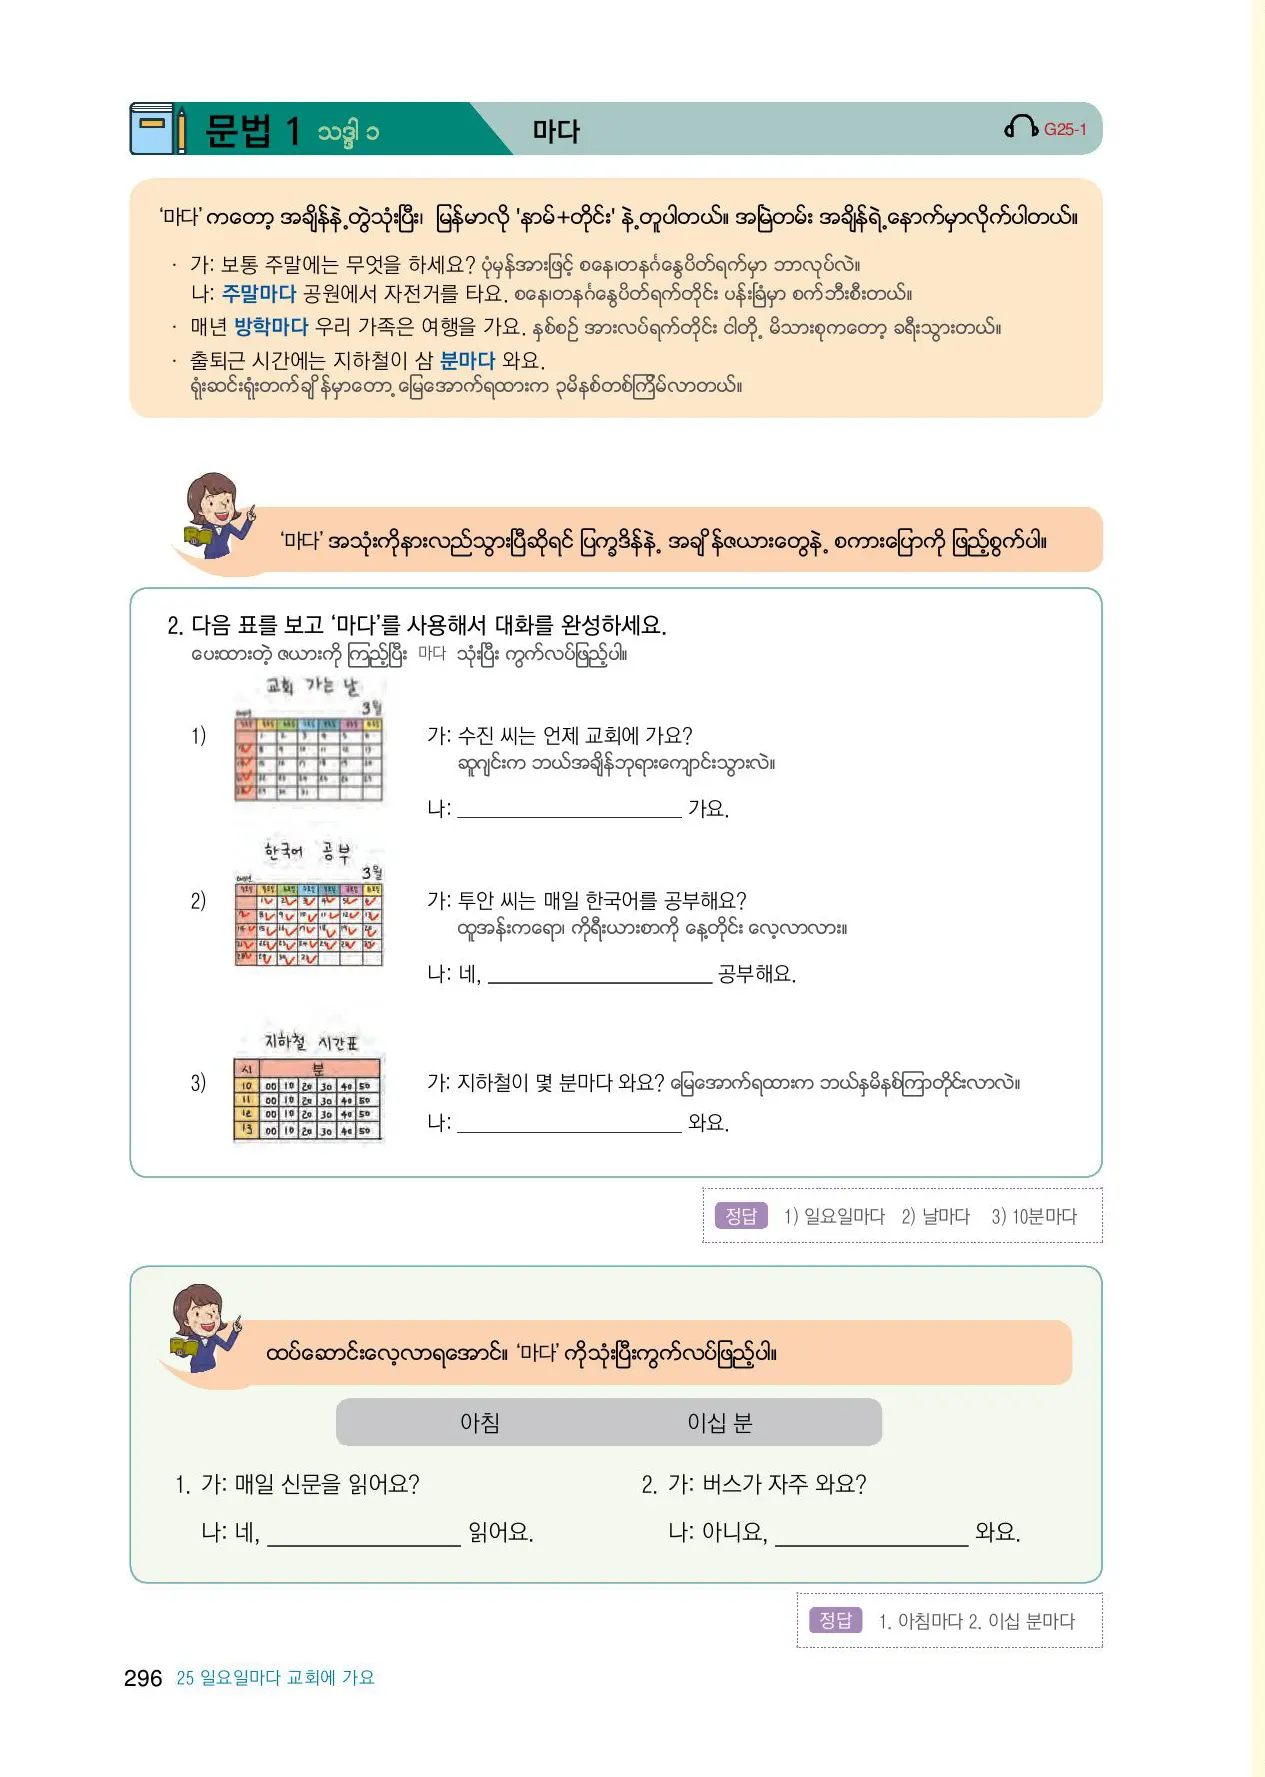 문법 1 သဒ္ဒါ ၁ 마다 G25-1
‘마다’ ကတော့ အချိန်နဲ့တွဲသုံးပြီး၊ မြန်မာလို 'နာမ်+တိုင်း' နဲ့တူပါတယ်။ အမြဲတမ်း အချိန်ရဲ့နောက်မှာလိုက်ပါတယ်။
· 가: 보통 주말에는 무엇을 하세요? ပုံမှန်အားဖြင့် စနေ၊တနင်္ဂနွေပိတ်ရက်မှာ ဘာလုပ်လဲ။
나: 주말마다 공원에서 자전거를 타요. စနေ၊တနင်္ဂနွေပိတ်ရက်တိုင်း ပန်းခြံမှာ စက်ဘီးစီးတယ်။
· 매년 방학마다 우리 가족은 여행을 가요. နှစ်စဉ် အားလပ်ရက်တိုင်း ငါတို့ မိသားစုကတော့ ခရီးသွားတယ်။
· 출퇴근 시간에는 지하철이 삼 분마다 와요.
ရုံးဆင်းရုံးတက်ချိန်မှာတော့ မြေအောက်ရထားက ၃မိနစ်တစ်ကြိမ်လာတယ်။
‘마다’ အသုံးကိုနားလည်သွားပြီဆိုရင် ပြက္ခဒိန်နဲ့ အချိန်ဇယားတွေနဲ့ စကားပြောကို ဖြည့်စွက်ပါ။
2. 다음 표를 보고 ‘마다’를 사용해서 대화를 완성하세요.
ပေးထားတဲ့ ဇယားကို ကြည့်ပြီး 마다 သုံးပြီး ကွက်လပ်ဖြည့်ပါ။
교회 가는 날
3월
1) 가: 수진 씨는 언제 교회에 가요?
ဆူဂျင်းက ဘယ်အချိန်ဘုရားကျောင်းသွားလဲ။
나: ____________________ 가요.
한국어 공부
3월
2) 가: 투안 씨는 매일 한국어를 공부해요?
ထူအန်းကရော၊ ကိုရီးယားစာကို နေ့တိုင်း လေ့လာလား။
나: 네, ____________________ 공부해요.
지하철 시간표
시 분
10 00 10 20 30 40 50
11 00 10 20 30 40 50
12 00 10 20 30 40 50
13 00 10 20 30 40 50
3) 가: 지하철이 몇 분마다 와요? မြေအောက်ရထားက ဘယ်နှမိနစ်ကြာတိုင်းလာလဲ။
나: ____________________ 와요.
정답 1) 일요일마다 2) 날마다 3) 10분마다
ထပ်ဆောင်းလေ့လာရအောင်။ ‘마다’ ကိုသုံးပြီးကွက်လပ်ဖြည့်ပါ။
아침 이십 분
1. 가: 매일 신문을 읽어요?
나: 네, ________________ 읽어요.
2. 가: 버스가 자주 와요?
나: 아니요, ________________ 와요.
정답 1. 아침마다 2. 이십 분마다
296 25 일요일마다 교회에 가요